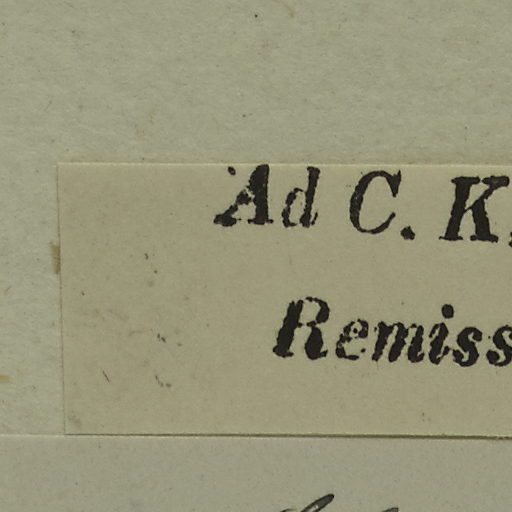 Ad C. K.
Remiss